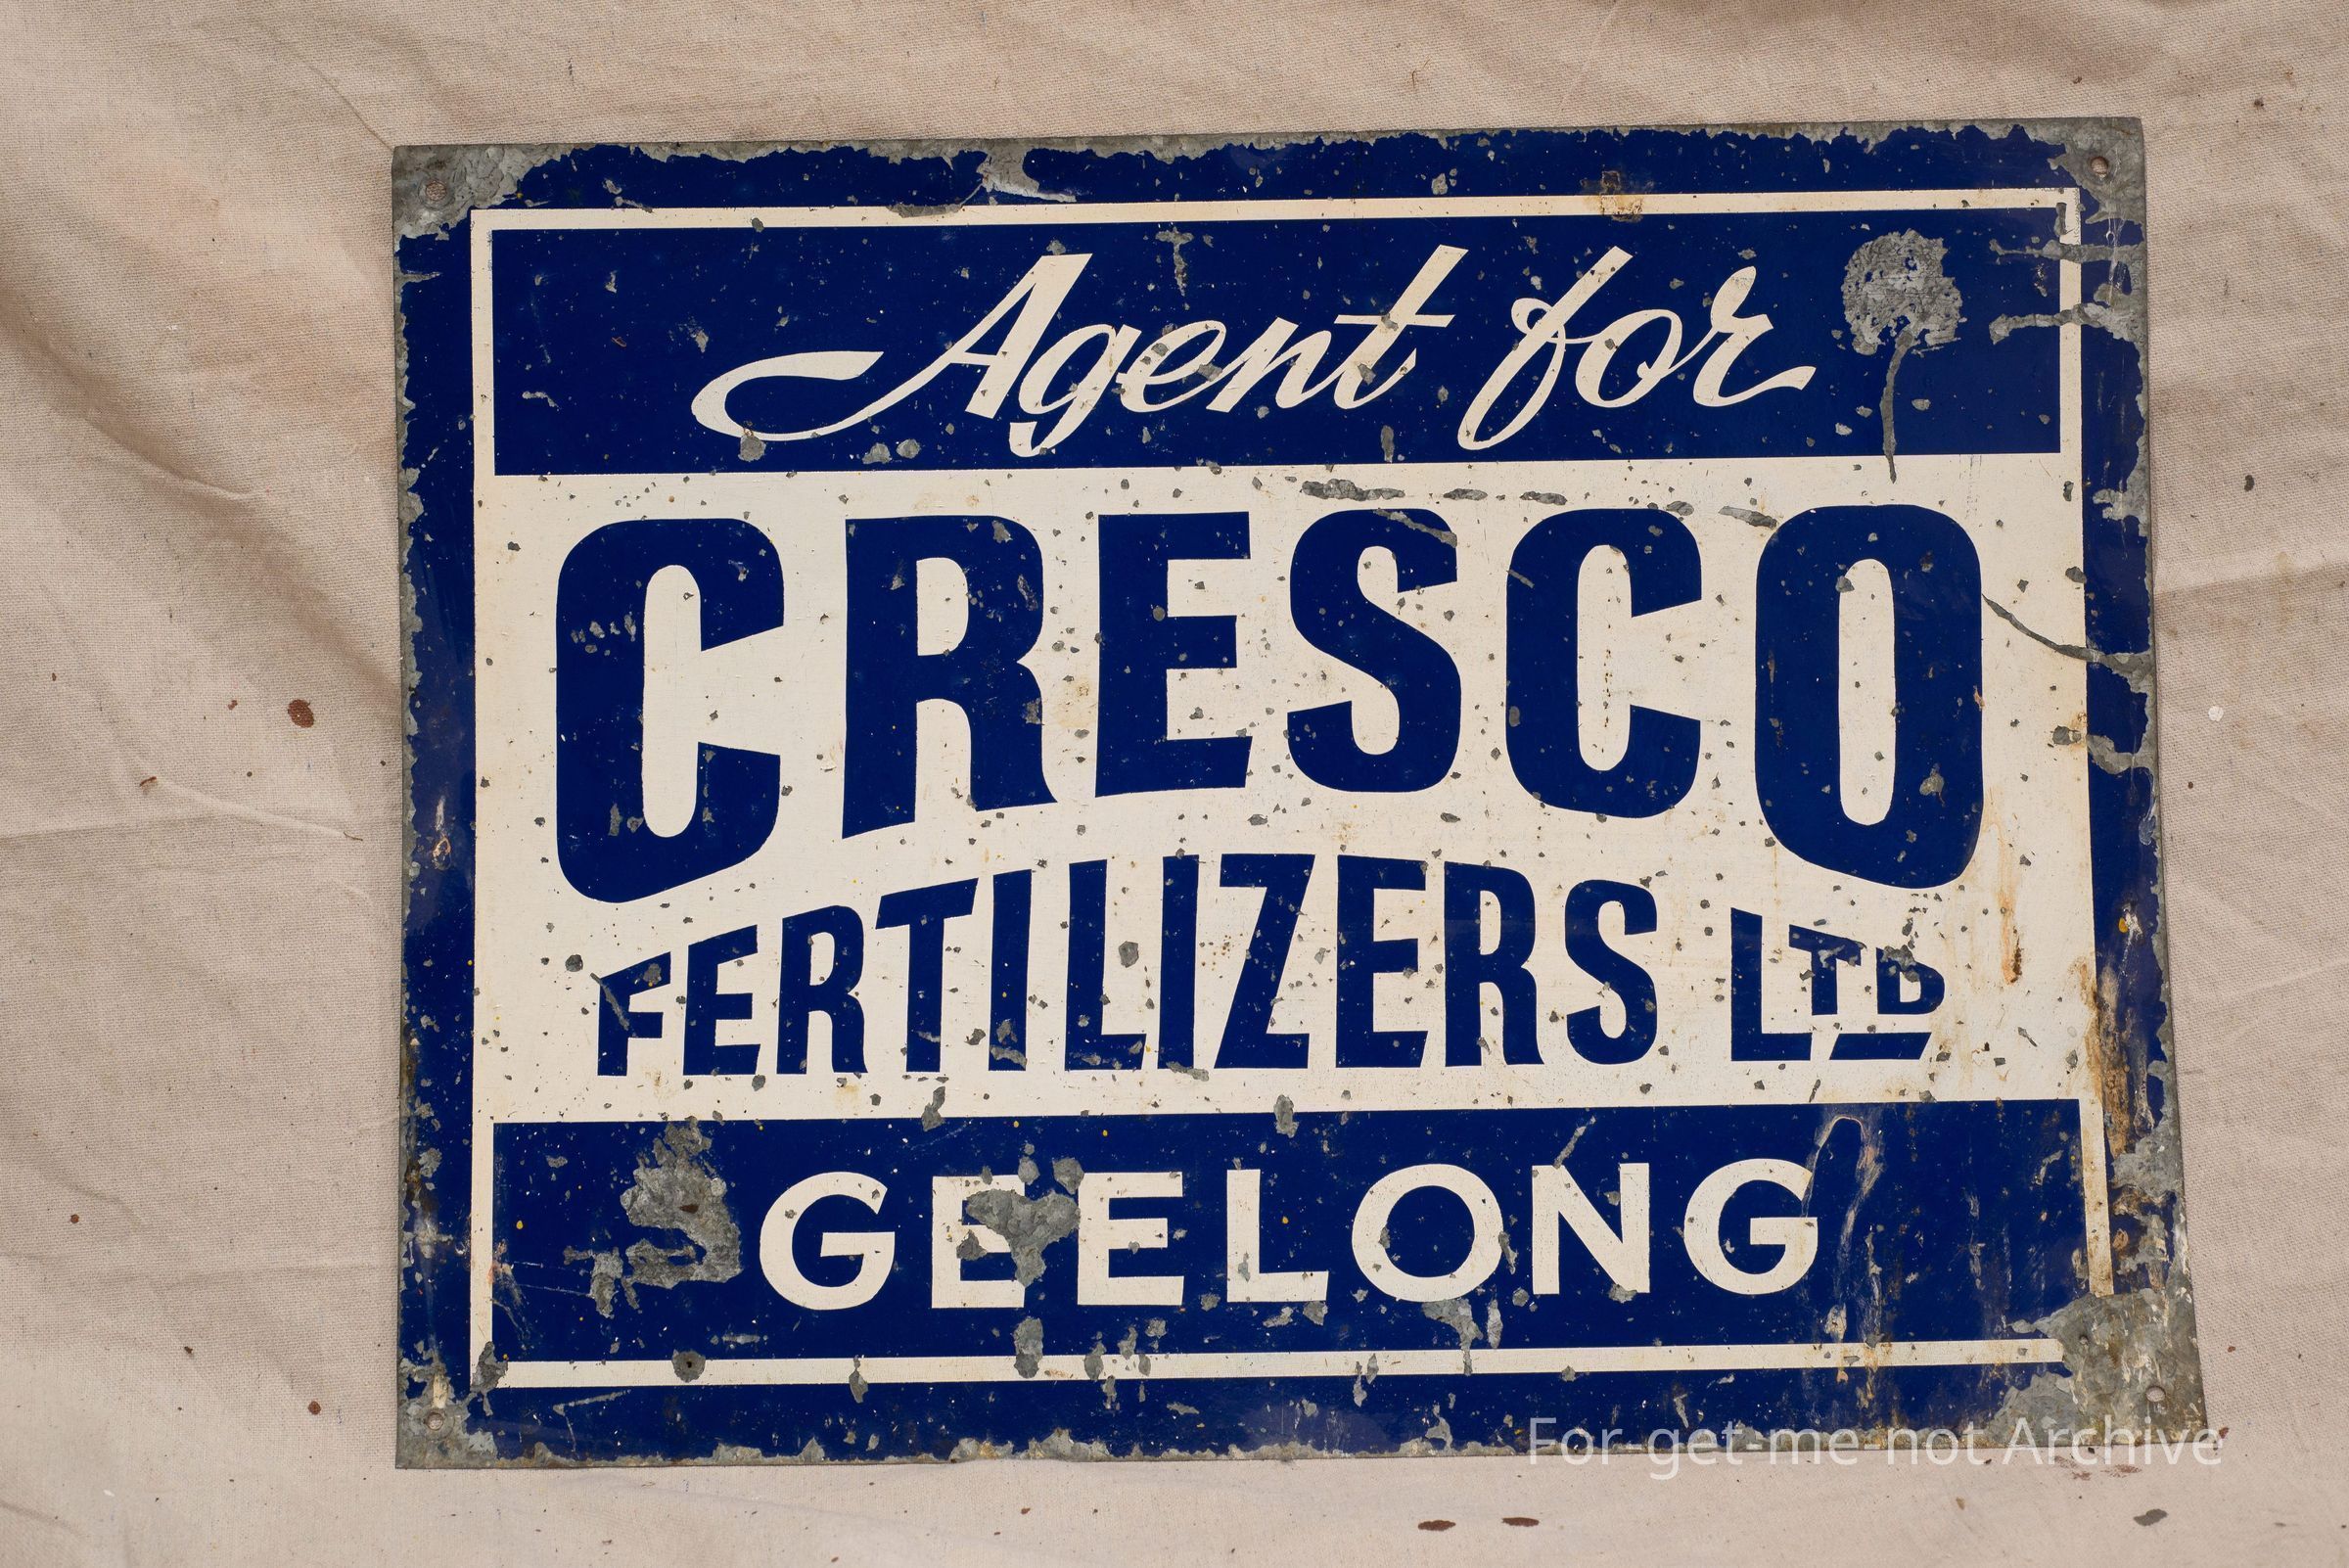 Agent for
CRESCO
FERTILIZERS LTD
GEELONG
For-get-me-not Archive